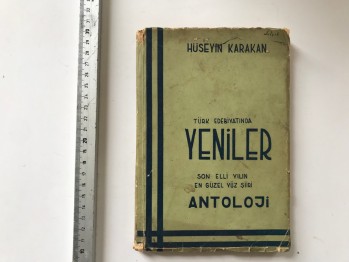 HÜSEYİN KARAKAN
TÜRK EDEBİYATINDA
YENİLER
SON ELLİ YILIN
EN GÜZEL YÜZ ŞİİRİ
ANTOLOJİ